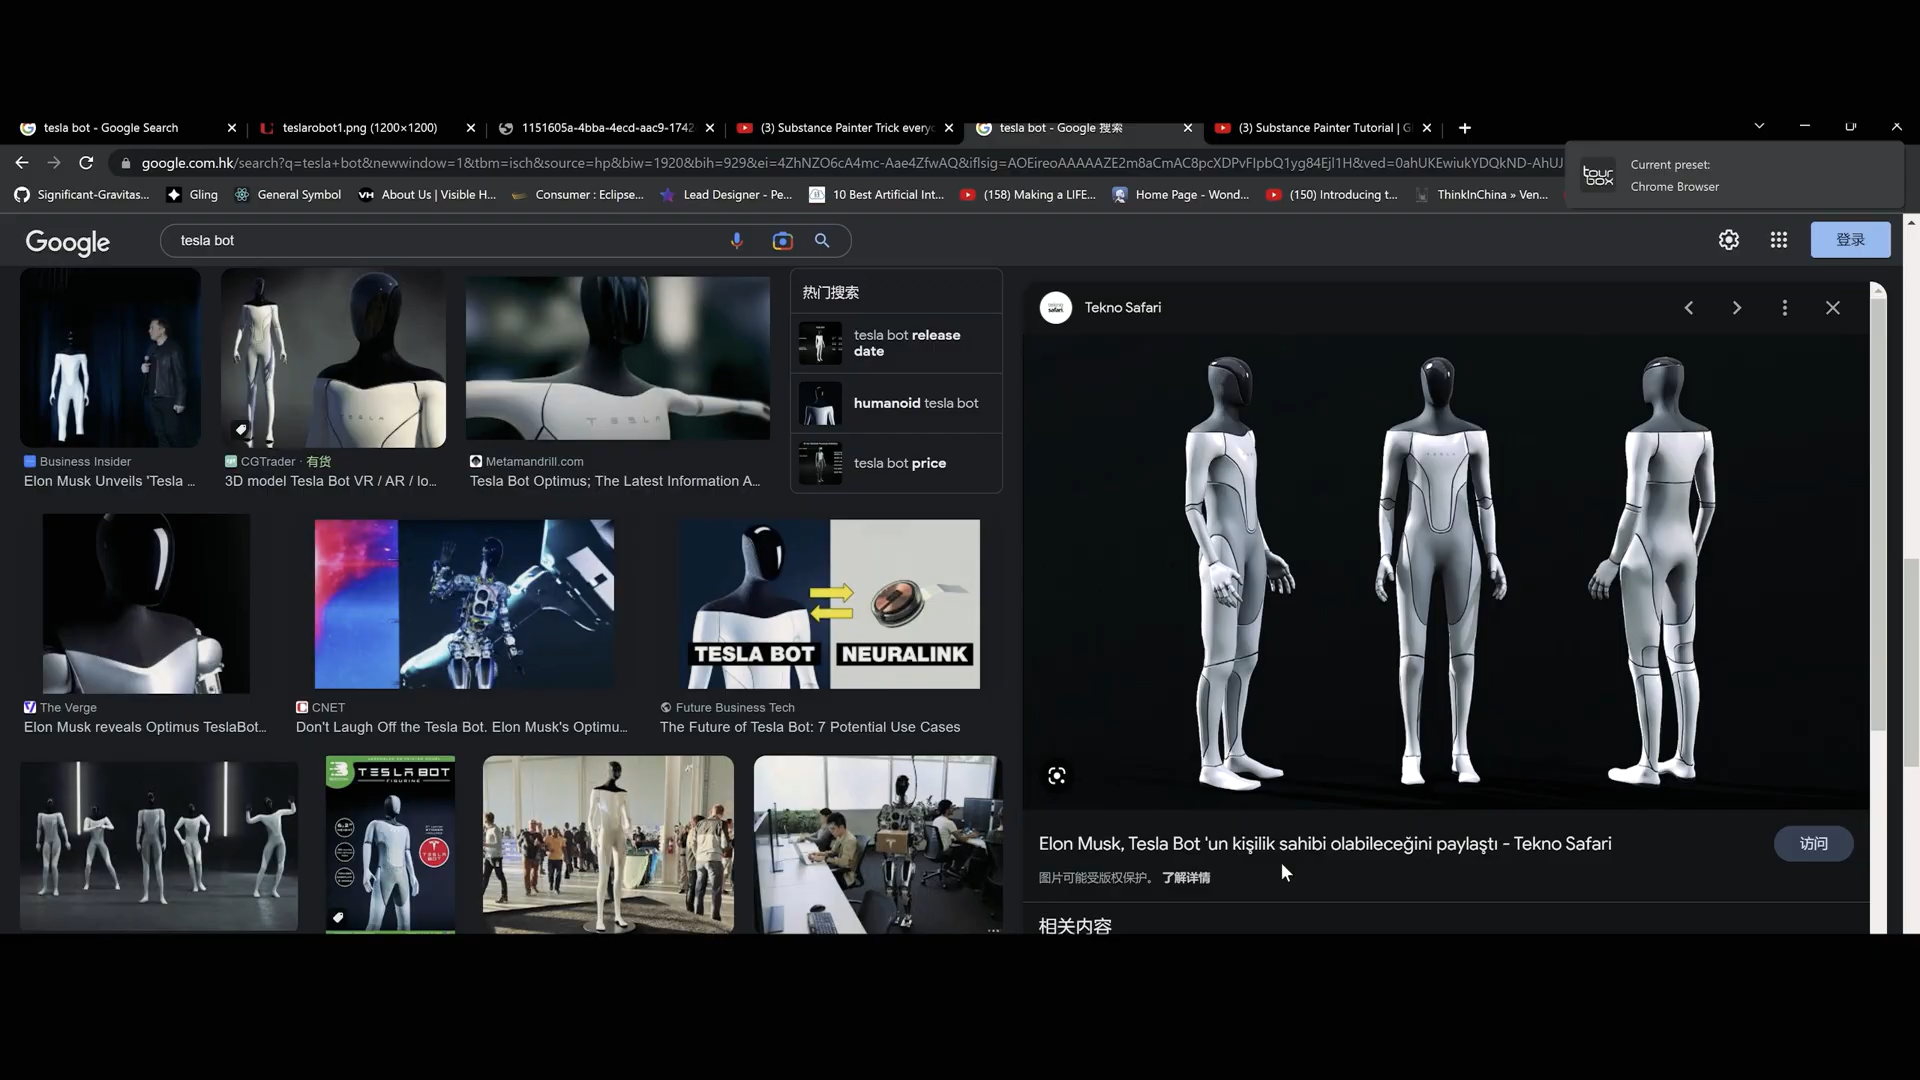 tesla bot - Google Search
teslarobot1.png (1200×1200)
1151605a-4bba-4ecd-aac9-1742
(3) Substance Painter Trick every
tesla bot - Google 搜索
(3) Substance Painter Tutorial | G
google.com.hk/search?q=tesla+bot&newwindow=1&tbm=isch&source=hp&biw=1920&bih=929&ei=4ZhNZO6cA4mc-Aae4ZfwAQ&iflsig=AOEireoAAAAAZE2m8aCmAC8pcXDPvFIpbQ1yg84Ejl1H&ved=0ahUKEwiukYDQkND-AhUJ
Current preset:
Chrome Browser
tour
box
Significant-Gravitas...
Gling
General Symbol
About Us | Visible H...
Consumer : Eclipse...
Lead Designer - Pe...
10 Best Artificial Int...
(158) Making a LIFE...
Home Page - Wond...
(150) Introducing t...
ThinkInChina » Ven...
Google
tesla bot
登录
热门搜索
tesla bot release
date
humanoid tesla bot
tesla bot price
TESLA
TESLA
Business Insider
Elon Musk Unveils 'Tesla ...
CGTrader · 有货
3D model Tesla Bot VR / AR / lo...
Metamandrill.com
Tesla Bot Optimus; The Latest Information A...
Tekno Safari
TESLA BOT
NEURALINK
The Verge
Elon Musk reveals Optimus TeslaBot...
CNET
Don't Laugh Off the Tesla Bot. Elon Musk's Optimu...
Future Business Tech
The Future of Tesla Bot: 7 Potential Use Cases
TESLABOT
FIGURINE
Elon Musk, Tesla Bot 'un kişilik sahibi olabileceğini paylaştı - Tekno Safari
访问
图片可能受版权保护。 了解详情
相关内容